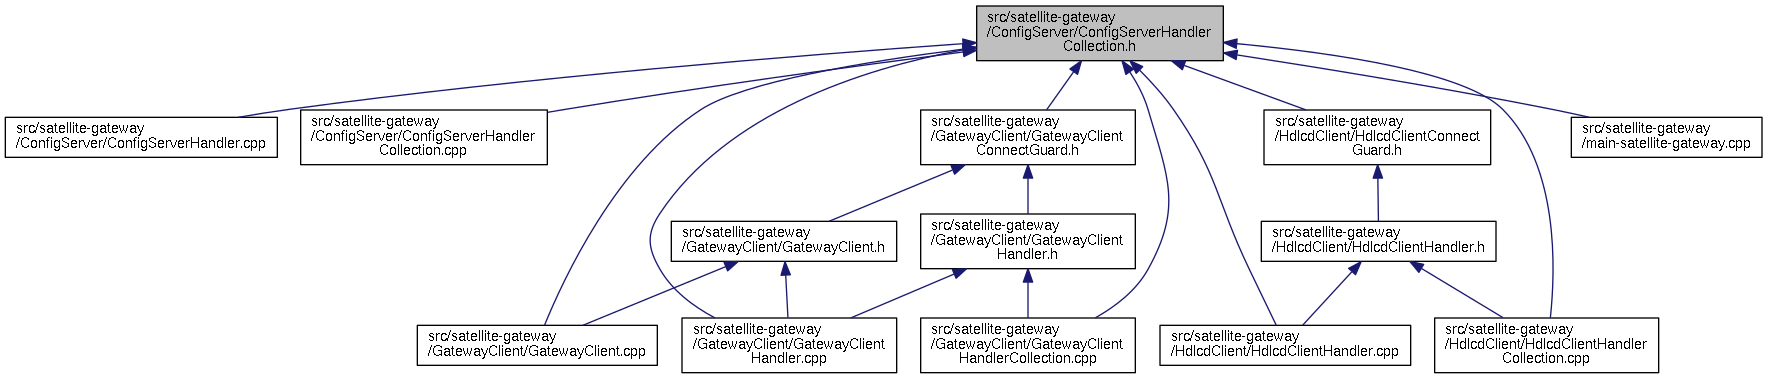 src/satellite-gateway
/ConfigServer/ConfigServerHandler
Collection.h
src/satellite-gateway
/ConfigServer/ConfigServerHandler.cpp
src/satellite-gateway
/ConfigServer/ConfigServerHandler
Collection.cpp
src/satellite-gateway
/GatewayClient/GatewayClient
ConnectGuard.h
src/satellite-gateway
/HdlcdClient/HdlcdClientConnect
Guard.h
src/satellite-gateway
/main-satellite-gateway.cpp
src/satellite-gateway
/GatewayClient/GatewayClient.h
src/satellite-gateway
/GatewayClient/GatewayClient
Handler.h
src/satellite-gateway
/HdlcdClient/HdlcdClientHandler.h
src/satellite-gateway
/GatewayClient/GatewayClient.cpp
src/satellite-gateway
/GatewayClient/GatewayClient
Handler.cpp
src/satellite-gateway
/GatewayClient/GatewayClient
HandlerCollection.cpp
src/satellite-gateway
/HdlcdClient/HdlcdClientHandler.cpp
src/satellite-gateway
/HdlcdClient/HdlcdClientHandler
Collection.cpp